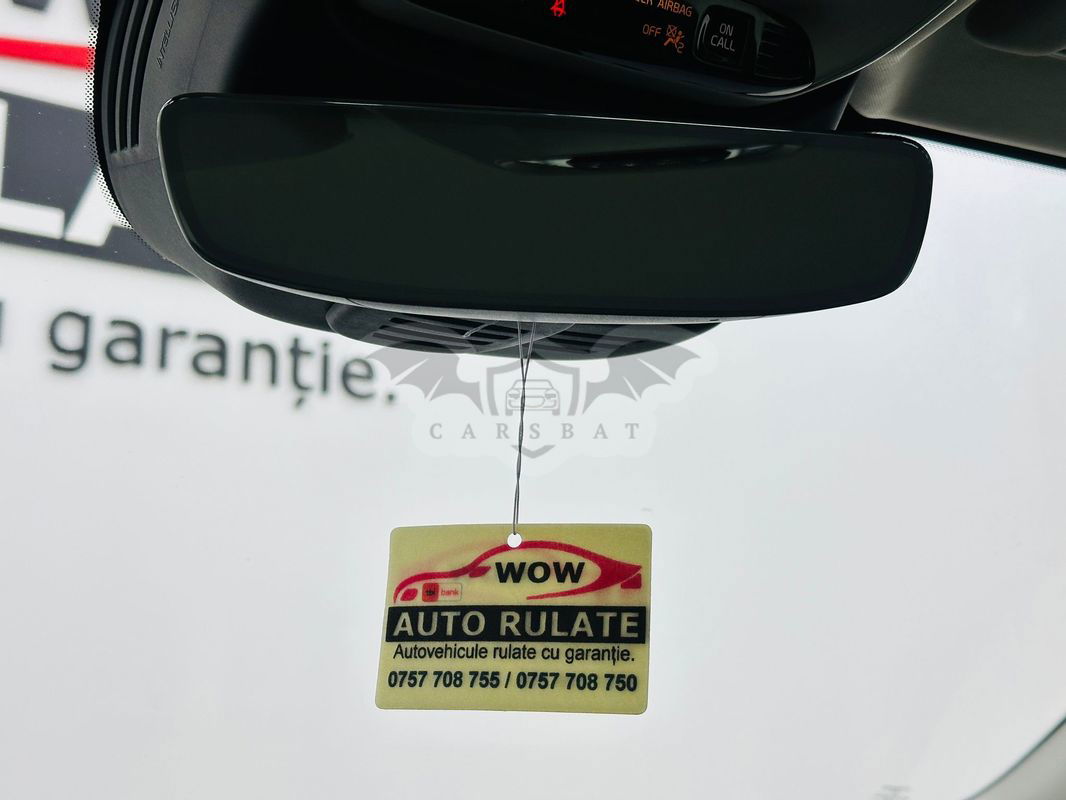 AIRBAG
OFF
ON
CALL
garanție.
CARSBAT
WOW
tbi bank
AUTO RULATE
Autovehicule rulate cu garanție.
0757 708 755 / 0757 708 750